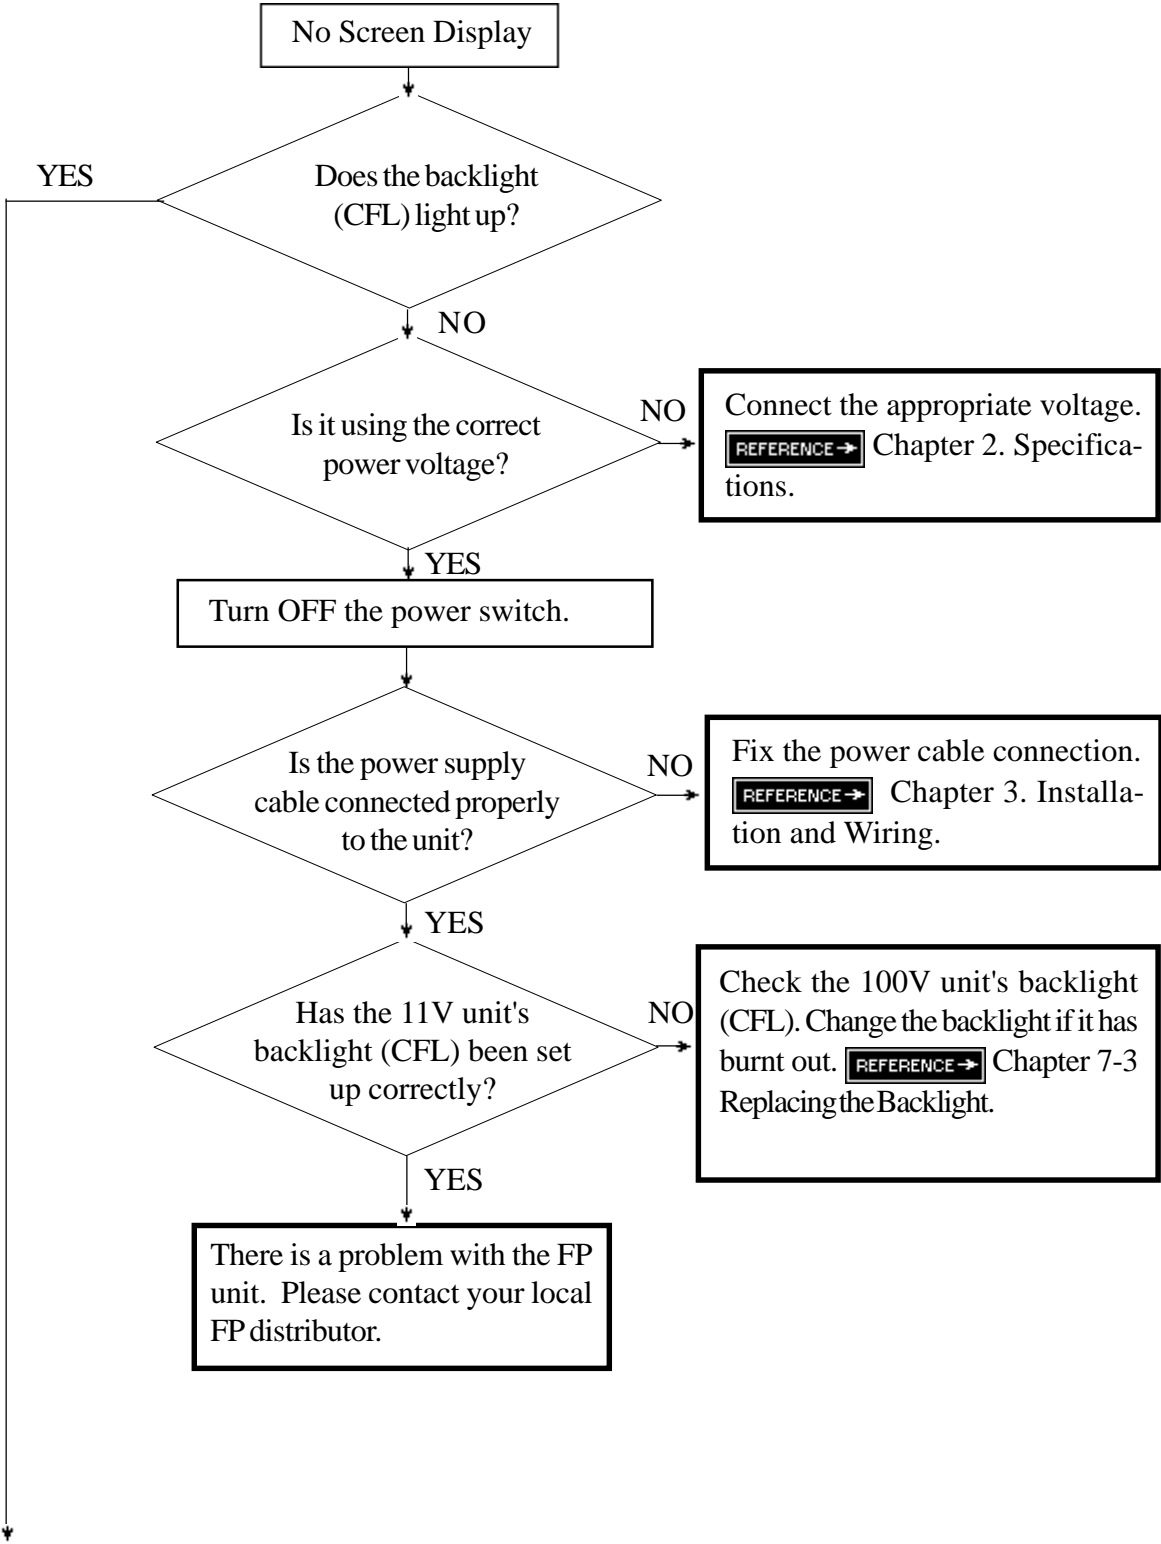 No Screen Display
YES
Does the backlight
(CFL) light up?
NO
Is it using the correct
power voltage?
NO
Connect the appropriate voltage.
REFERENCE Chapter 2. Specifica-
tions.
YES
Turn OFF the power switch.
Is the power supply
cable connected properly
to the unit?
NO
Fix the power cable connection.
REFERENCE Chapter 3. Installa-
tion and Wiring.
YES
Has the 11V unit's
backlight (CFL) been set
up correctly?
NO
Check the 100V unit's backlight
(CFL). Change the backlight if it has
burnt out. REFERENCE Chapter 7-3
Replacing the Backlight.
YES
There is a problem with the FP
unit. Please contact your local
FP distributor.